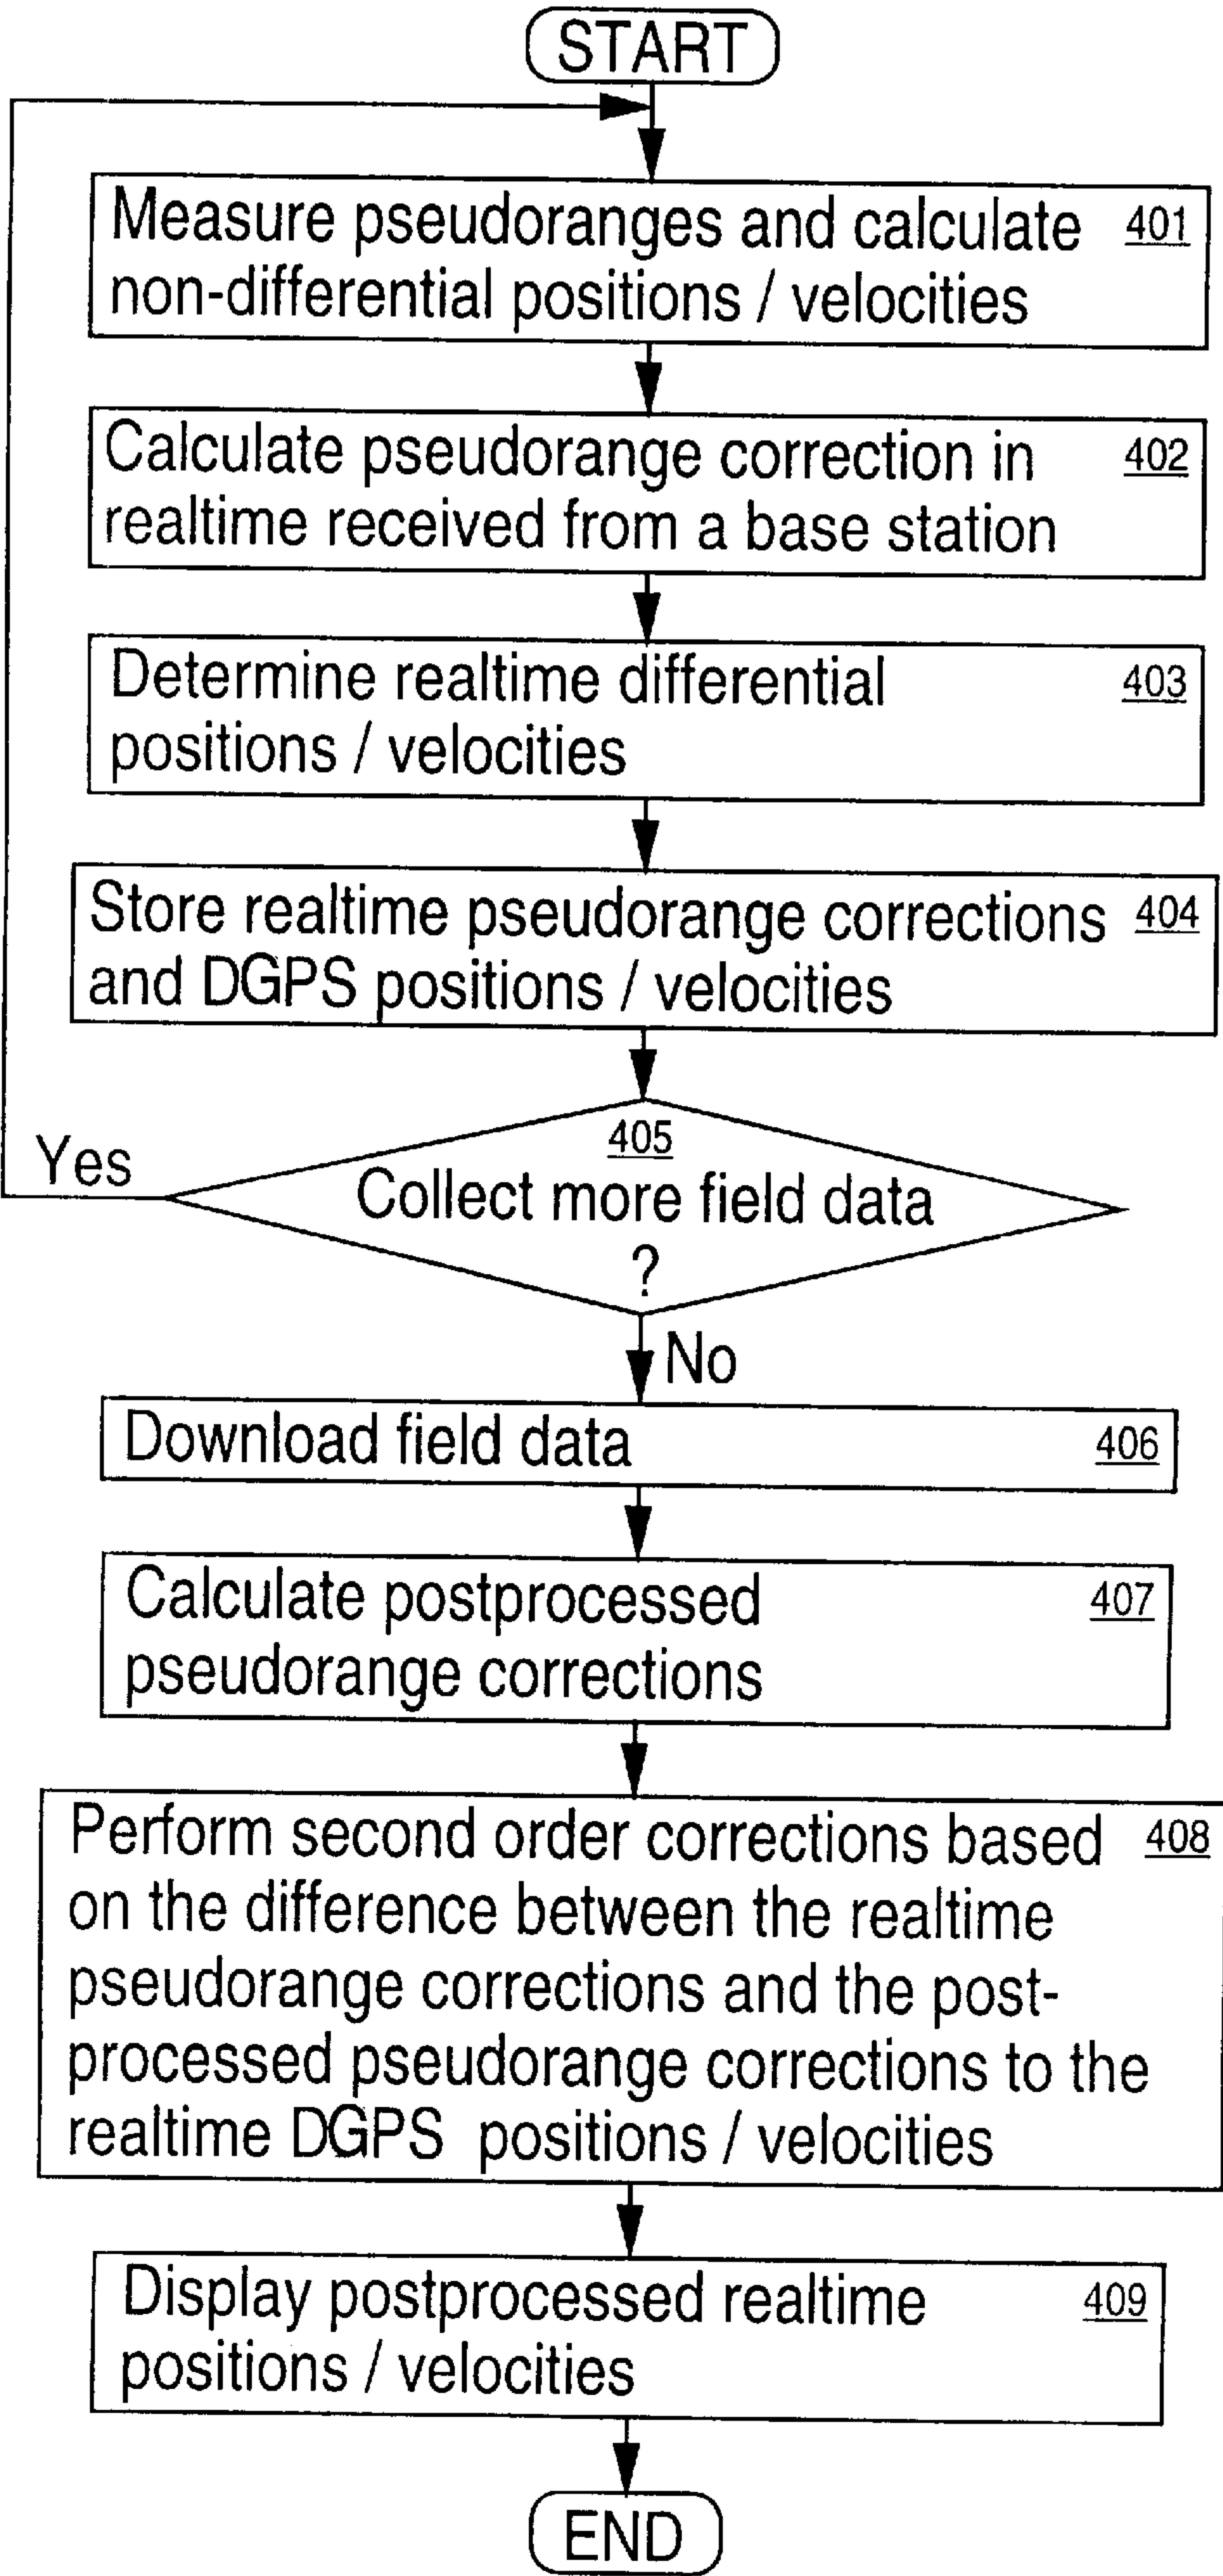 START
Measure pseudoranges and calculate 401
non-differential positions / velocities
Calculate pseudorange correction in 402
realtime received from a base station
Determine realtime differential 403
positions / velocities
Store realtime pseudorange corrections 404
and DGPS positions / velocities
405
Yes
Collect more field data
?
No
Download field data 406
Calculate postprocessed 407
pseudorange corrections
Perform second order corrections based 408
on the difference between the realtime
pseudorange corrections and the post-
processed pseudorange corrections to the
realtime DGPS positions / velocities
Display postprocessed realtime 409
positions / velocities
END